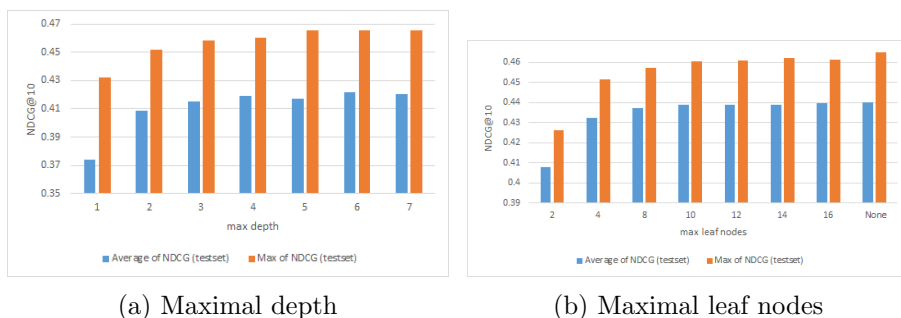 0.47
0.45
0.43
0.41
0.39
0.37
0.35
NDCG@10
1 2 3 4 5 6 7
max depth
Average of NDCG (testset) Max of NDCG (testset)
(a) Maximal depth
0.46
0.45
0.44
0.43
0.42
0.41
0.4
0.39
NDCG@10
2 4 8 10 12 14 16 None
max leaf nodes
Average of NDCG (testset) Max of NDCG (testset)
(b) Maximal leaf nodes